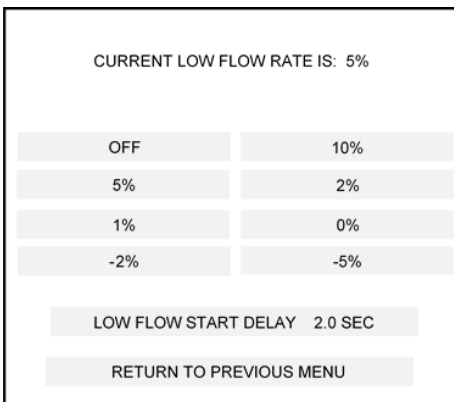 CURRENT LOW FLOW RATE IS: 5%
OFF 10%
5% 2%
1% 0%
-2% -5%
LOW FLOW START DELAY 2.0 SEC
RETURN TO PREVIOUS MENU